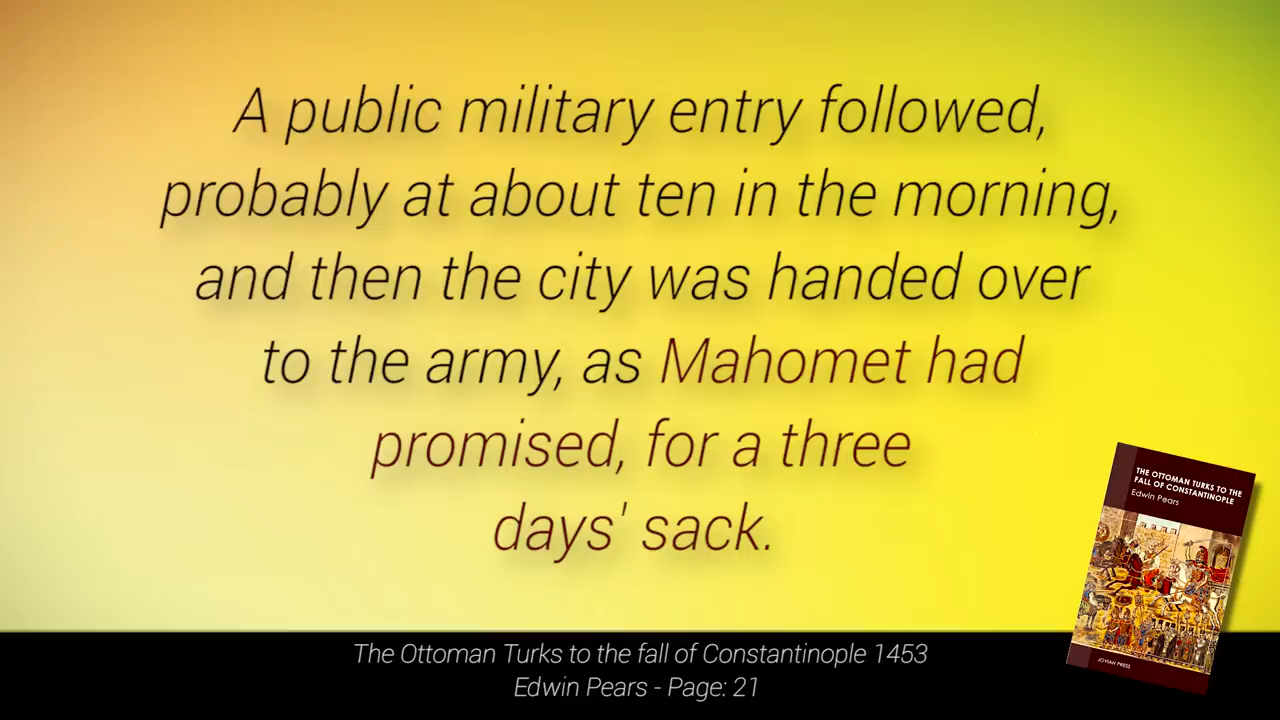 A public military entry followed,
probably at about ten in the morning,
and then the city was handed over
to the army, as Mahomet had
promised, for a three
days' sack.
THE OTTOMAN TURKS TO THE
FALL OF CONSTANTINOPLE
Edwin Pears
JOVIAN PRESS
The Ottoman Turks to the fall of Constantinople 1453
Edwin Pears - Page: 21